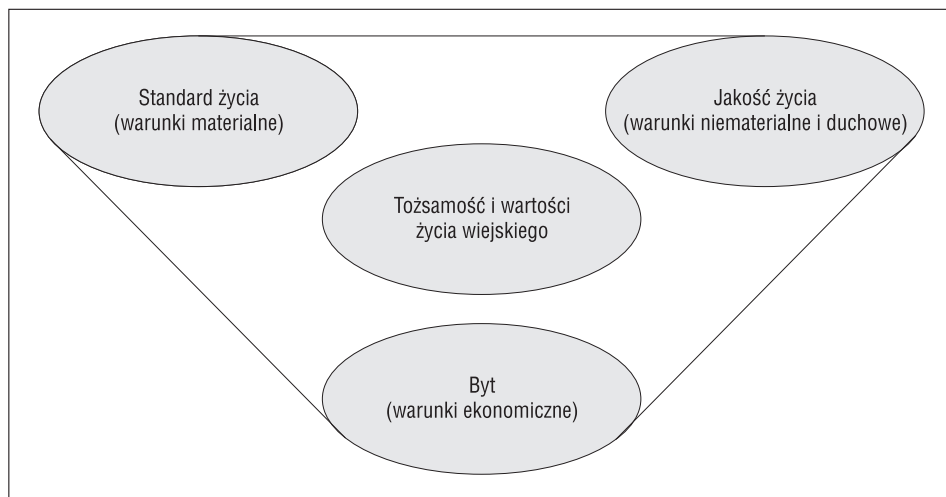 Standard życia
(warunki materialne)
Jakość życia
(warunki niematerialne i duchowe)
Tożsamość i wartości
życia wiejskiego
Byt
(warunki ekonomiczne)